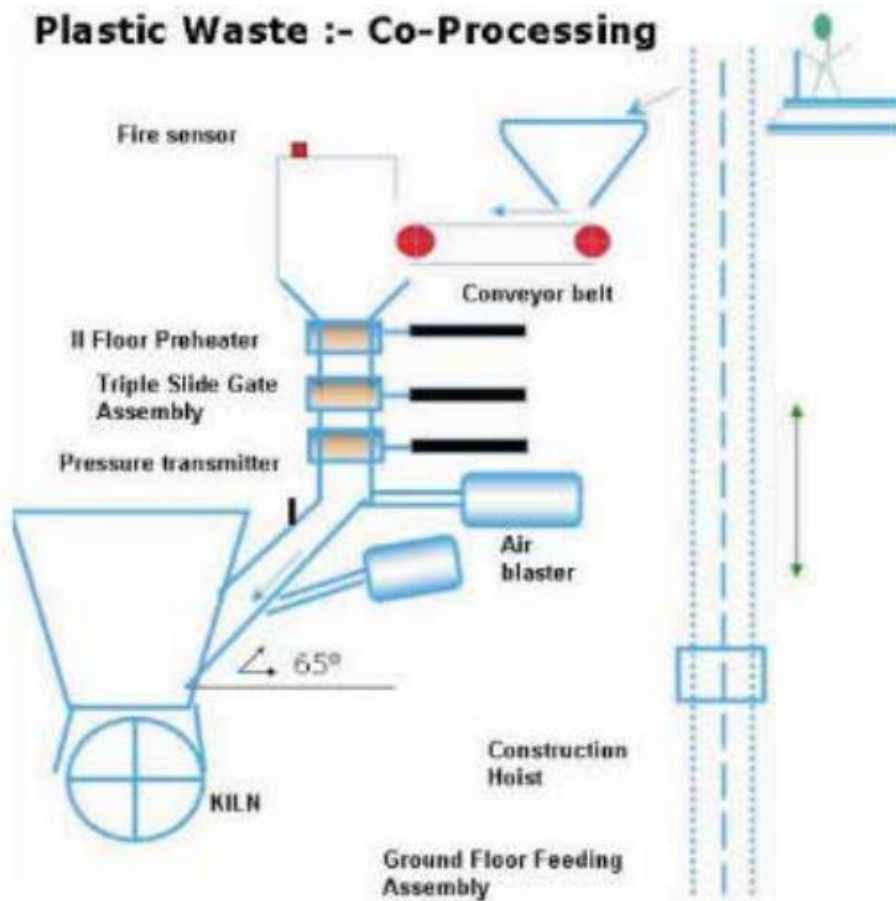 Plastic Waste :- Co-Processing
Fire sensor
Conveyor belt
II Floor Preheater
Triple Slide Gate
Assembly
Pressure transmitter
Air
blaster
65º
Construction
Hoist
KILN
Ground Floor Feeding
Assembly